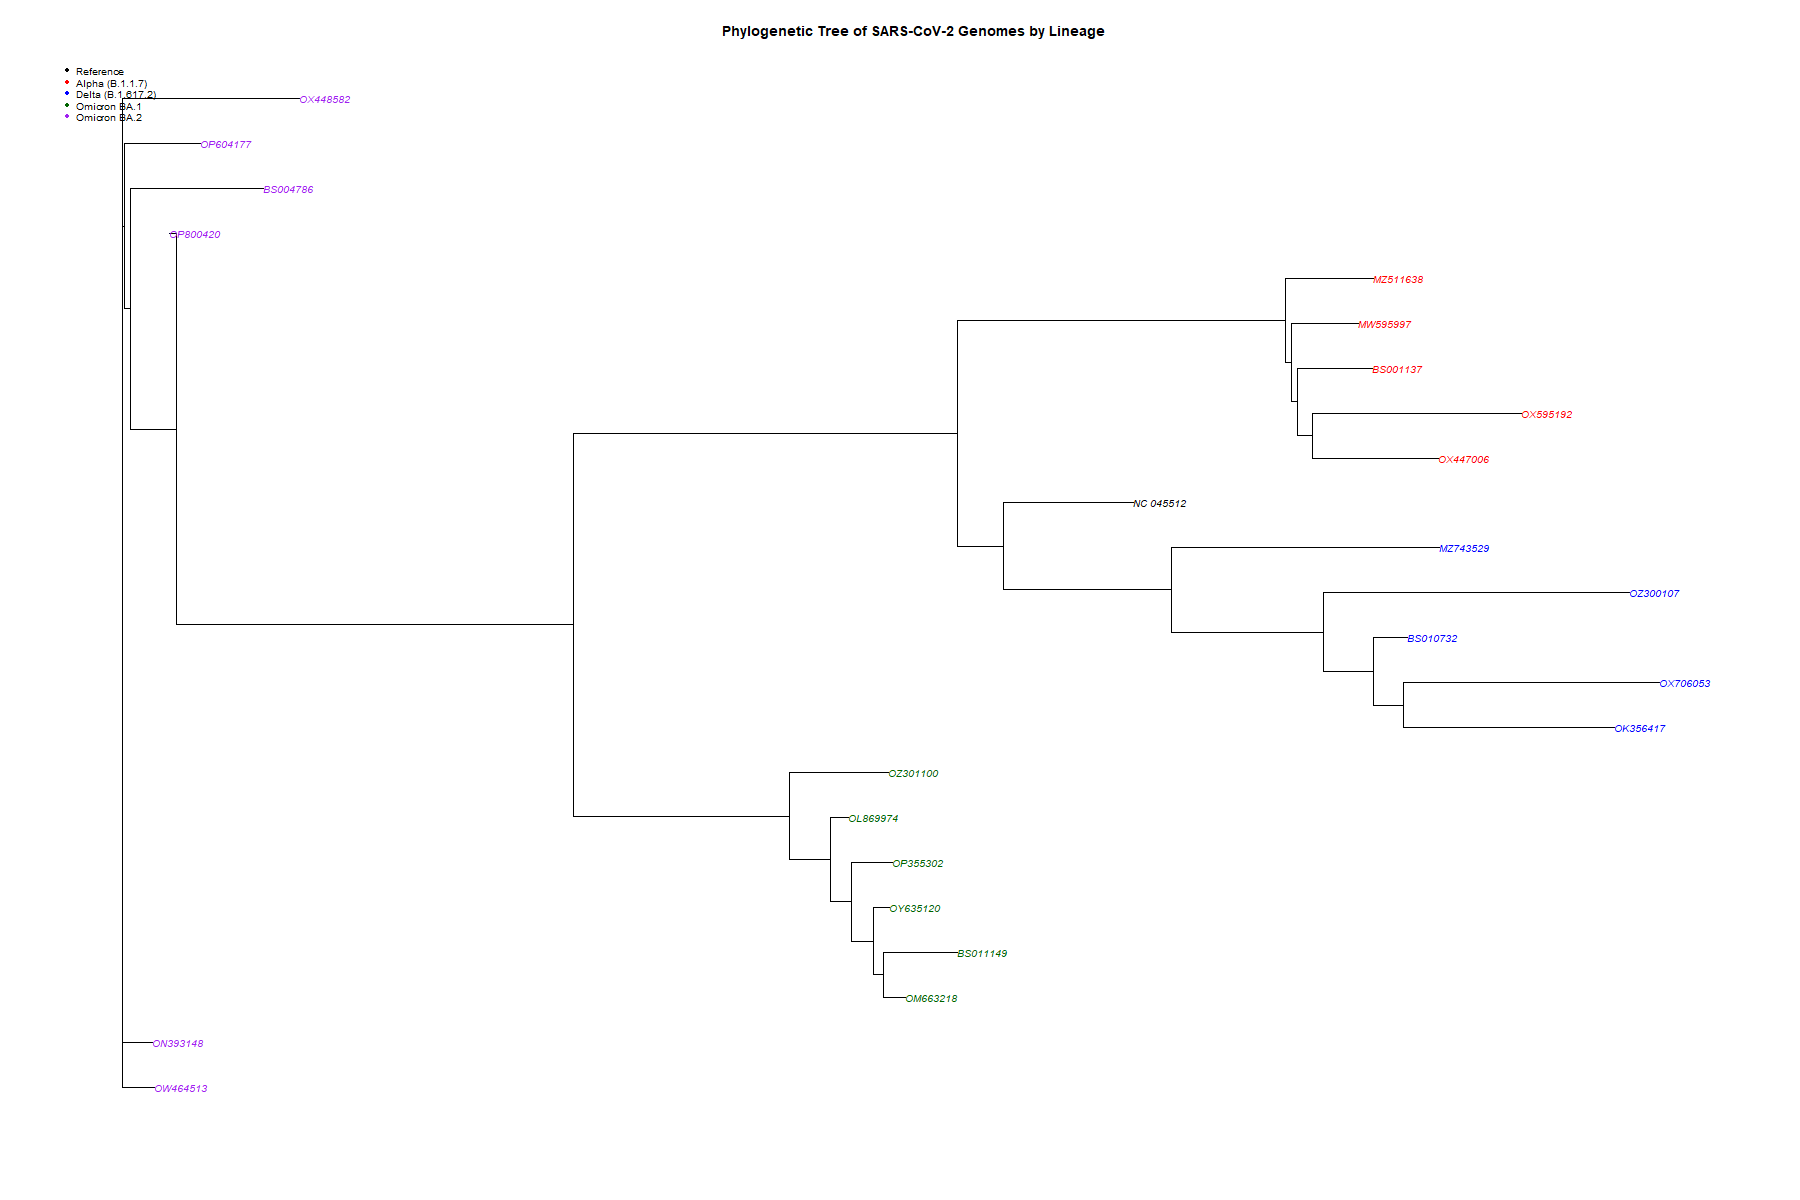 Phylogenetic Tree of SARS-CoV-2 Genomes by Lineage
Reference
Alpha (B.1.1.7)
Delta (B.1.617.2)
Omicron BA.1
Omicron BA.2
OX448582
OP604177
BS004786
OP800420
MZ511638
MW595997
BS001137
OX595192
OX447006
NC 045512
MZ743529
OZ300107
BS010732
OX706053
OK356417
OZ301100
OL869974
OP355302
OY635120
BS011149
OM663218
ON393148
OW464513